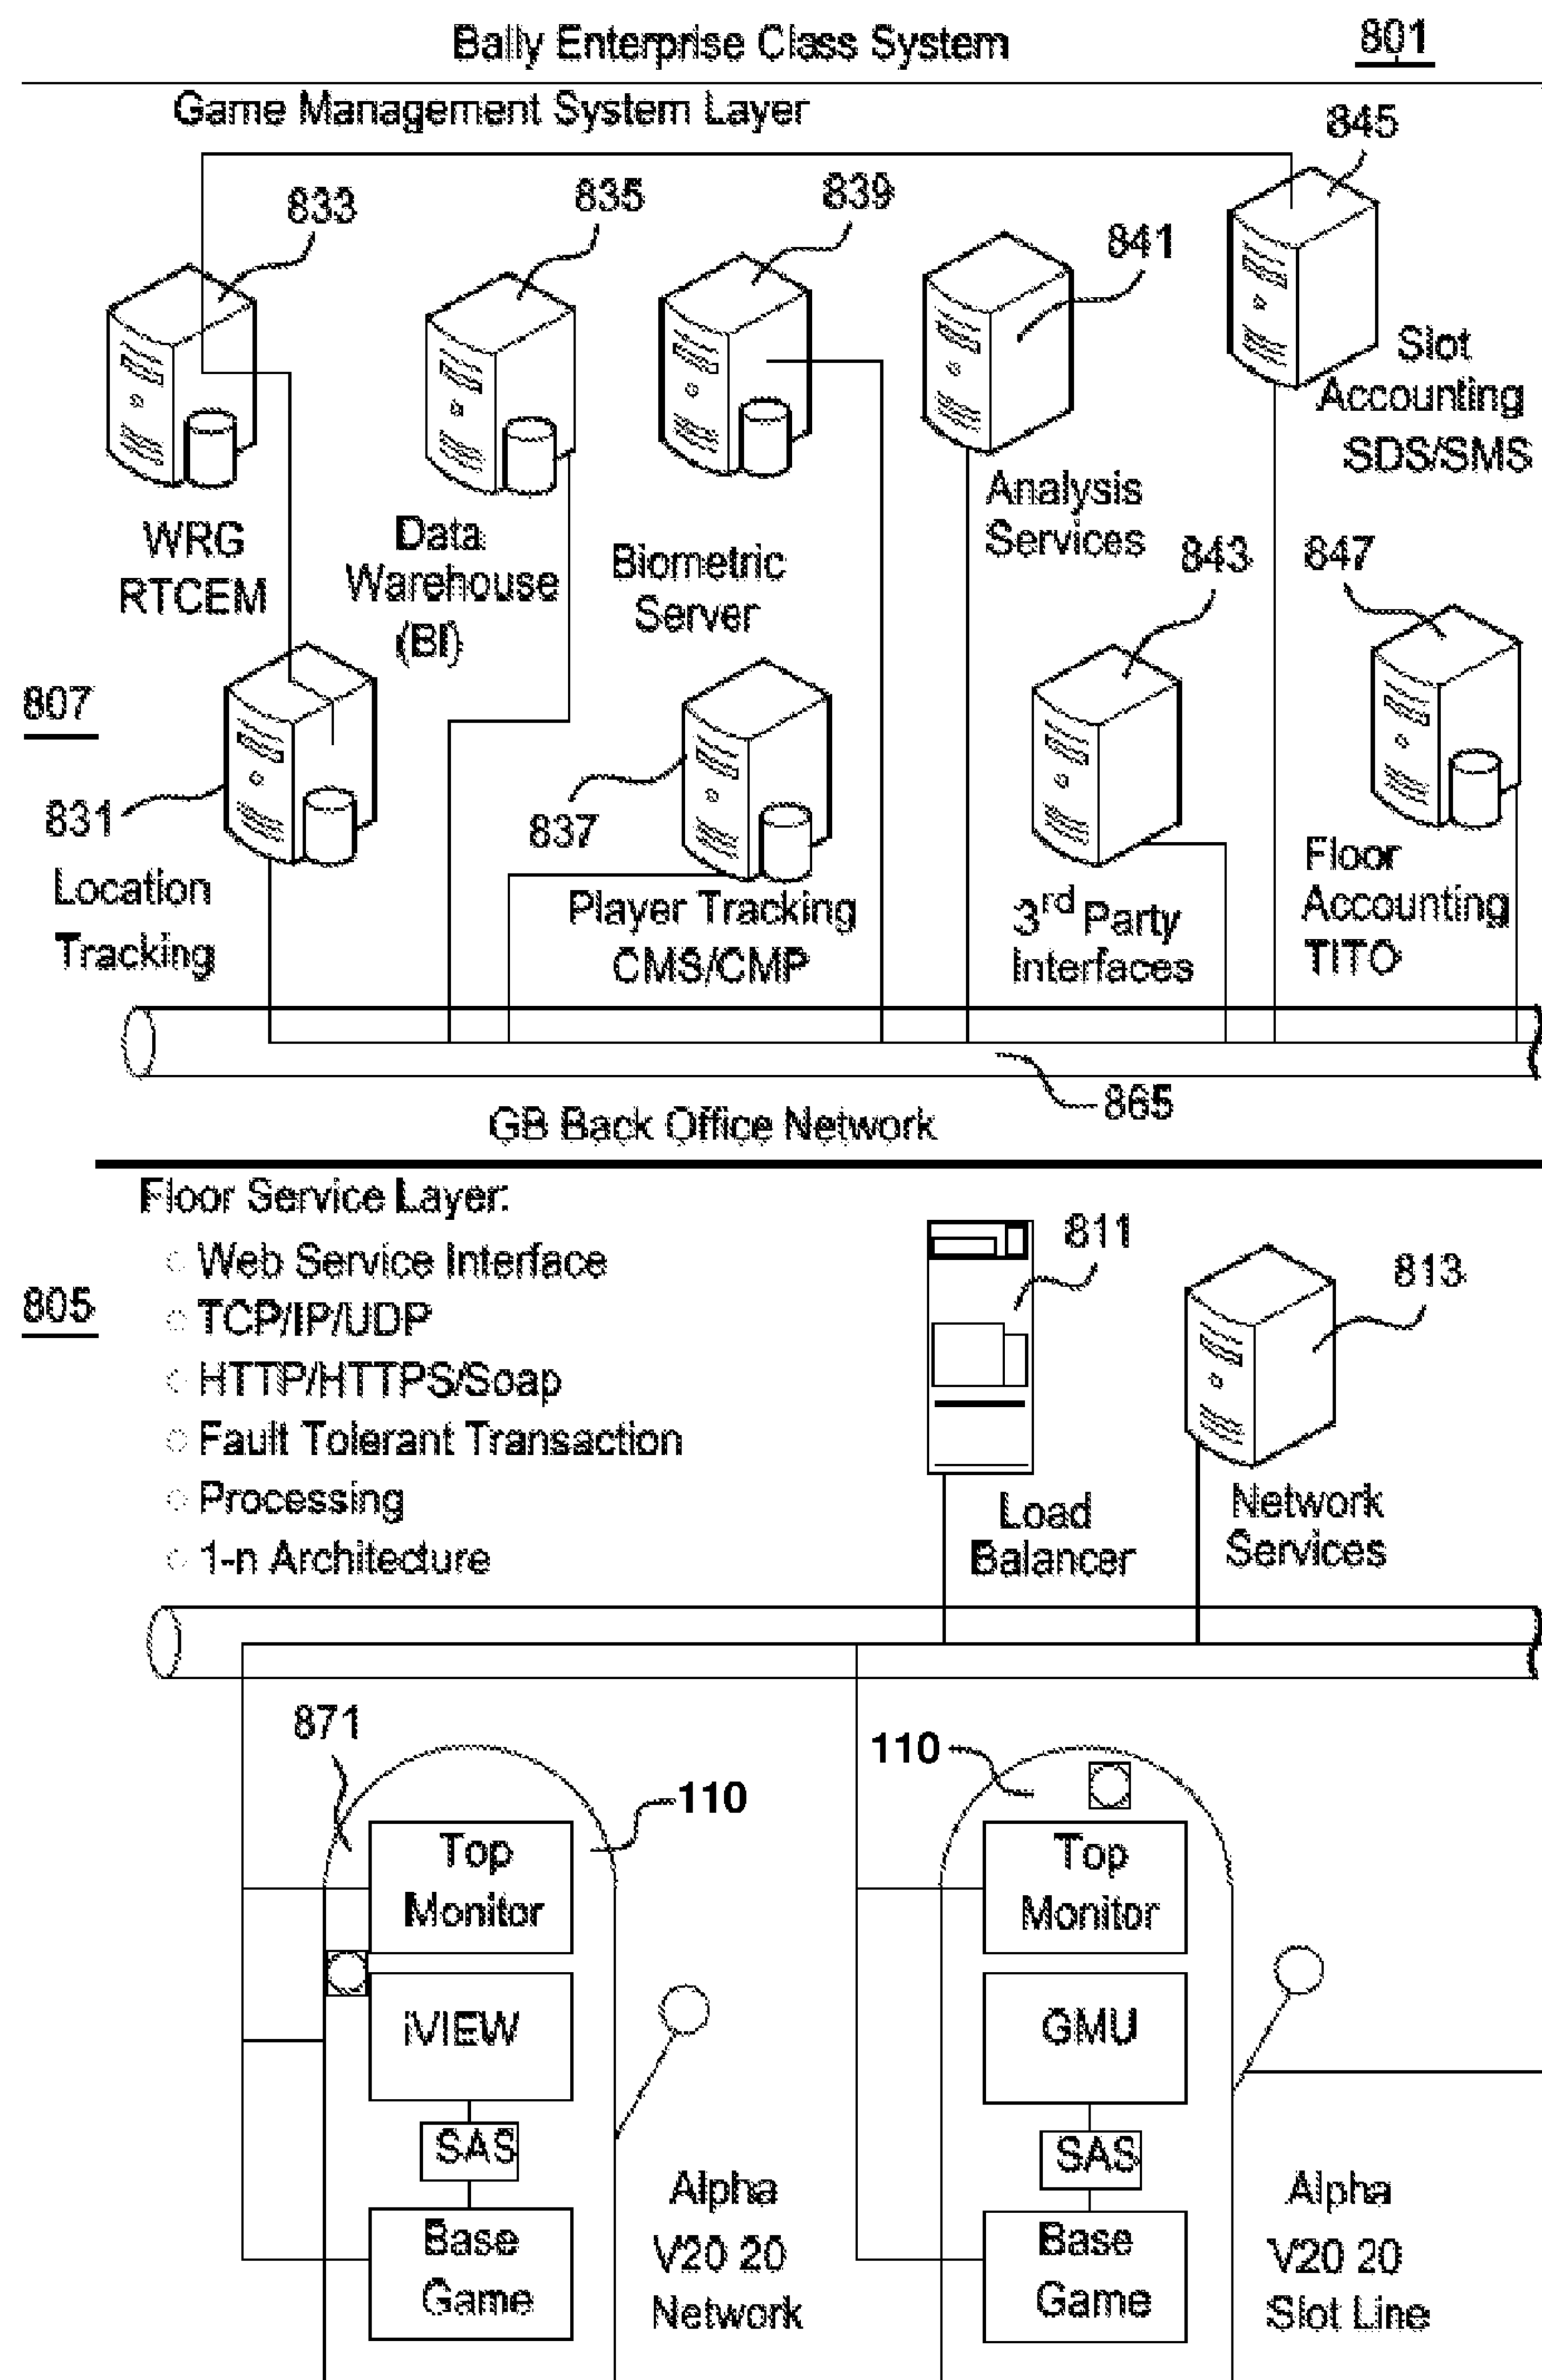 Bally Enterprise Class System
801
Game Management System Layer
845
833
835
839
841
Slot
Accounting
SDS/SMS
WRG
RTCEM
Data
Warehouse
(BI)
Biometric
Server
Analysis
Services
843
847
807
831
Location
Tracking
837
Player Tracking
CMS/CMP
3rd Party
Interfaces
Floor
Accounting
TITO
865
GB Back Office Network
Floor Service Layer:
805
Web Service Interface
TCP/IP/UDP
HTTP/HTTPS/Soap
Fault Tolerant Transaction
Processing
1-n Architecture
811
813
Load
Balancer
Network
Services
871
110
Top
Monitor
iVIEW
SAS
Base
Game
Alpha
V20 20
Network
110
Top
Monitor
GMU
SAS
Base
Game
Alpha
V20 20
Slot Line